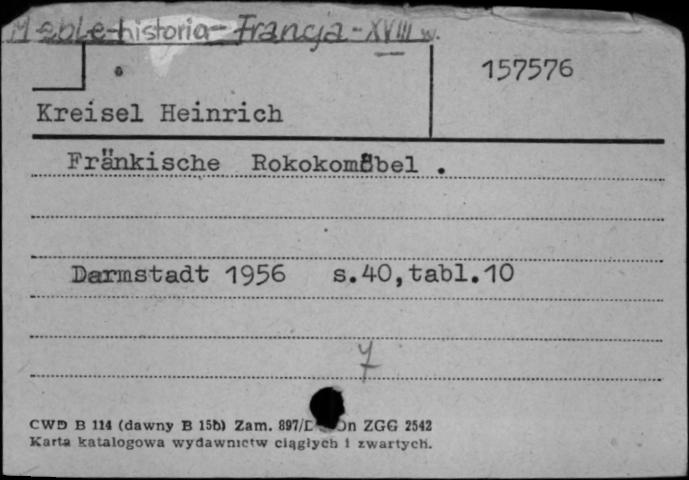 Meble-historia-Francja-XVIII w.
157576
Kreisel Heinrich
Fränkische Rokokomöbel.
Darmstadt 1956 s.40,tabl.10
7
CWD B 114 (dawny B 15b) Zam. 897/D On ZGG 2542
Karta katalogowa wydawnictw ciągłych i zwartych.